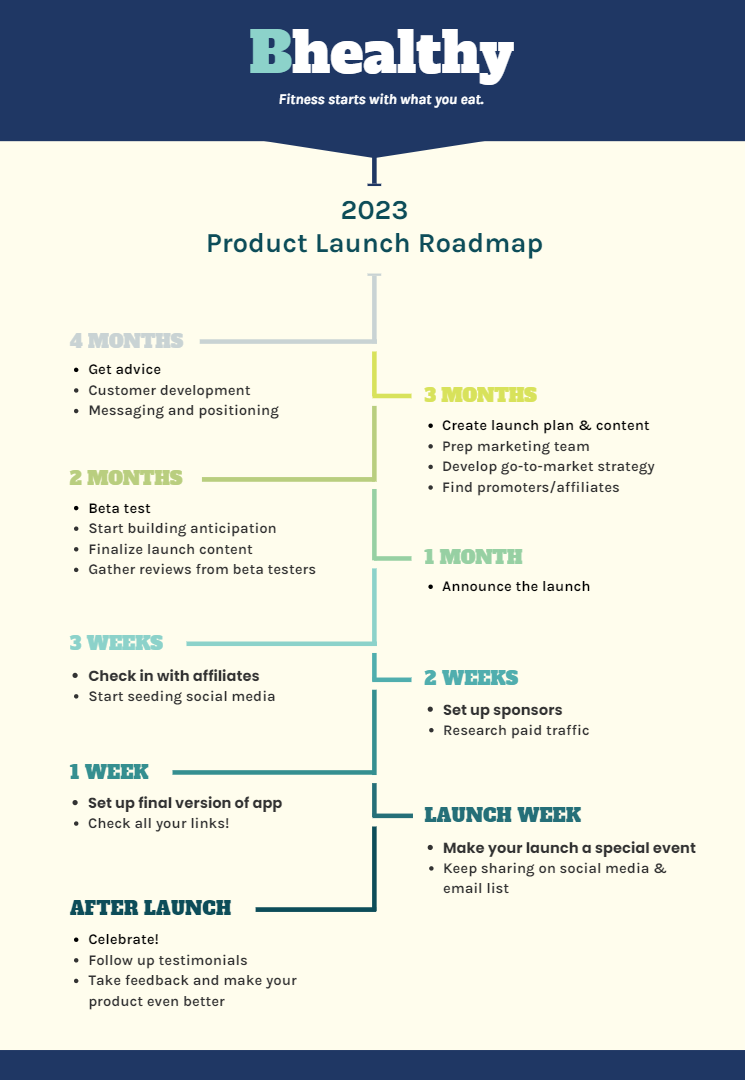 Bhealthy
Fitness starts with what you eat.
2023
Product Launch Roadmap
4 MONTHS
• Get advice
• Customer development
• Messaging and positioning
3 MONTHS
• Create launch plan & content
• Prep marketing team
• Develop go-to-market strategy
• Find promoters/affiliates
2 MONTHS
• Beta test
• Start building anticipation
• Finalize launch content
• Gather reviews from beta testers
1 MONTH
• Announce the launch
3 WEEKS
• Check in with affiliates
• Start seeding social media
2 WEEKS
• Set up sponsors
• Research paid traffic
1 WEEK
• Set up final version of app
• Check all your links!
LAUNCH WEEK
• Make your launch a special event
• Keep sharing on social media &
email list
AFTER LAUNCH
• Celebrate!
• Follow up testimonials
• Take feedback and make your
product even better